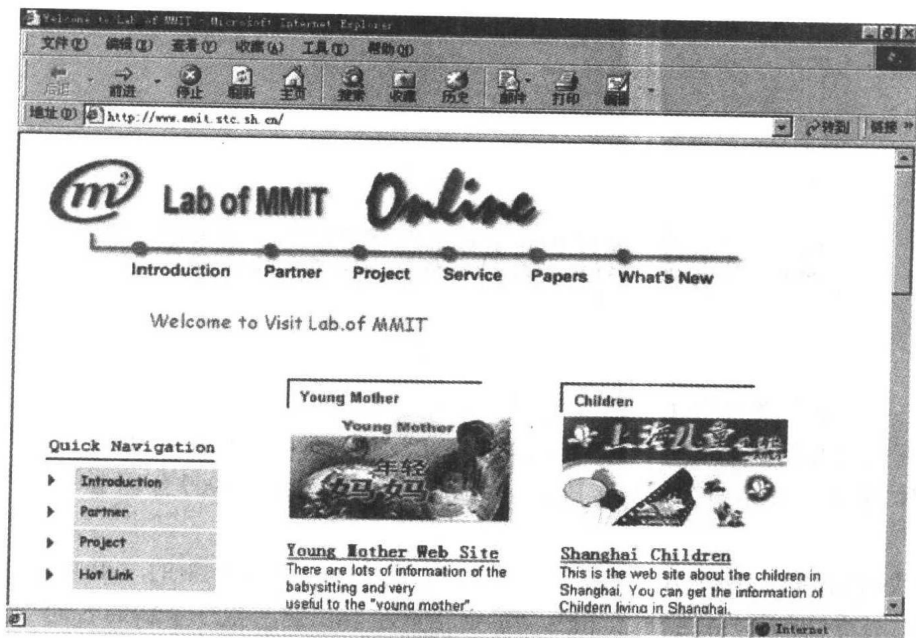 Welcome to Lab of MMIT - Microsoft Internet Explorer
文件(F) 编辑(E) 查看(V) 收藏(A) 工具(T) 帮助(H)
后退 前进 停止 刷新 主页 搜索 收藏 历史 邮件 打印 编辑
地址(D) http://www.mmit.stc.sh.cn/ 转到 链接 »
m2 Lab of MMIT Online
Introduction Partner Project Service Papers What's New
Welcome to Visit Lab.of MMIT
Young Mother
Young Mother
年轻
妈妈
Young Mother Web Site
There are lots of information of the
babysitting and very
useful to the "young mother".
Children
上海儿童
Shanghai Children
This is the web site about the children in
Shanghai. You can get the information of
Childern living in Shanghai.
Quick Navigation
Introduction
Partner
Project
Hot Link
Internet